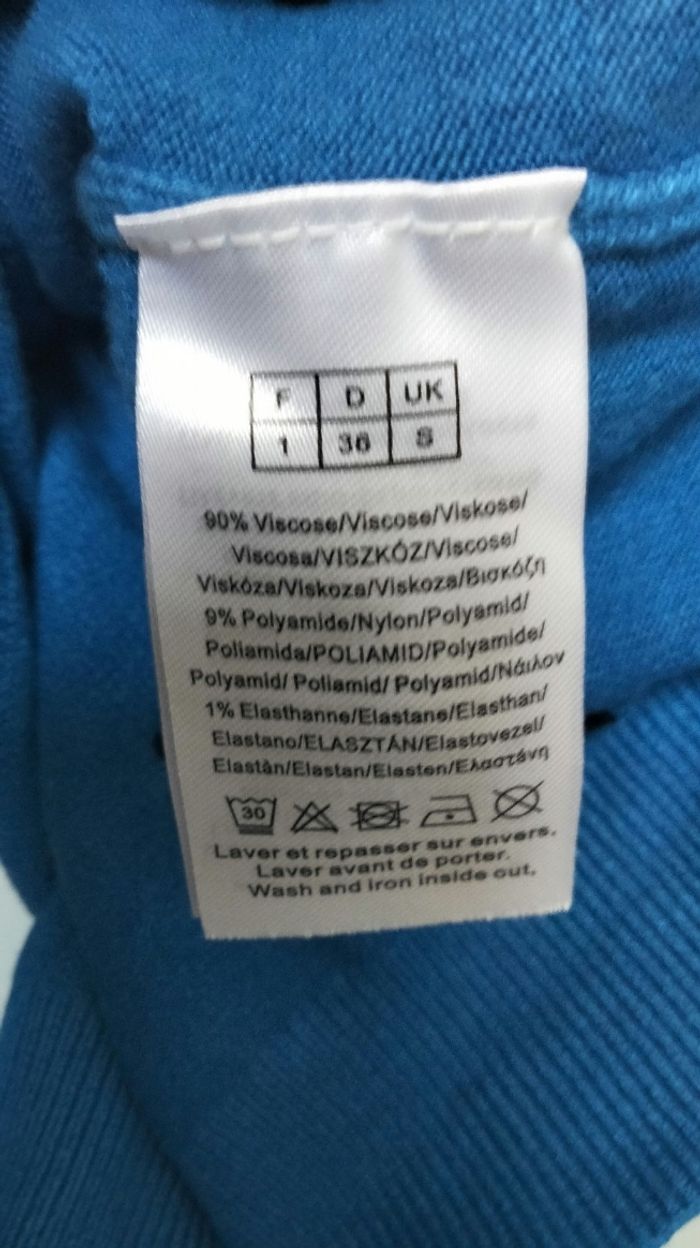 F D UK
1 36 S
90% Viscose/Viscose/Viskose/
Viscosa/VISZKÓZ/Viscose/
Viskóza/Viskoza/Viskoza/Βισκόζη
9% Polyamide/Nylon/Polyamid/
Poliamida/POLIAMID/Polyamide/
Polyamid/ Poliamid/ Polyamid/Νάιλον
1% Elasthanne/Elastane/Elasthan/
Elastano/ELASZTÁN/Elastovezel/
Elastân/Elastan/Elasten/Ελαστάνη
30
Laver et repasser sur envers.
Laver avant de porter.
Wash and iron inside out.